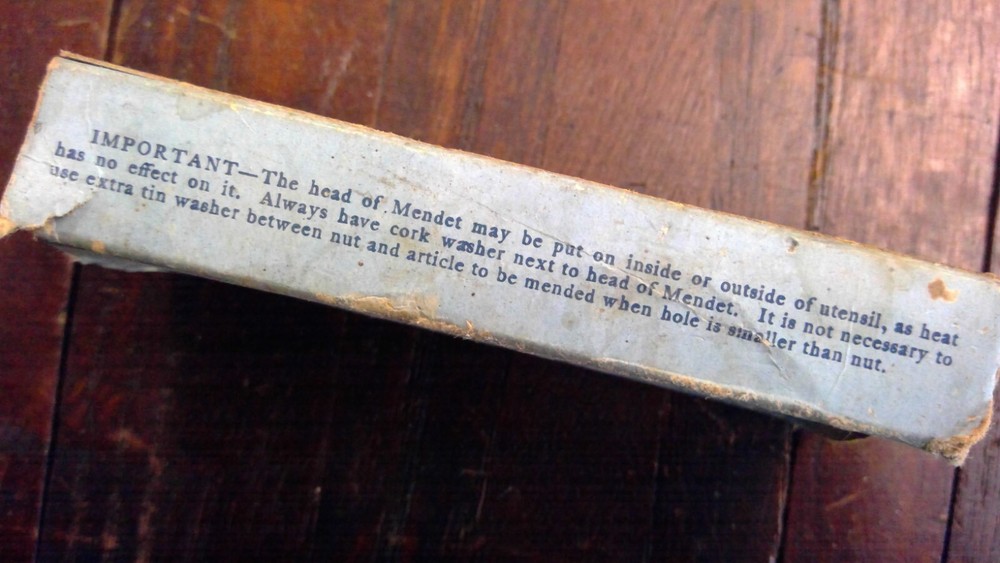 IMPORTANT—The head of Mendet may be put on inside or outside of utensil, as heat
has no effect on it. Always have cork washer next to head of Mendet. It is not necessary to
use extra tin washer between nut and article to be mended when hole is smaller than nut.